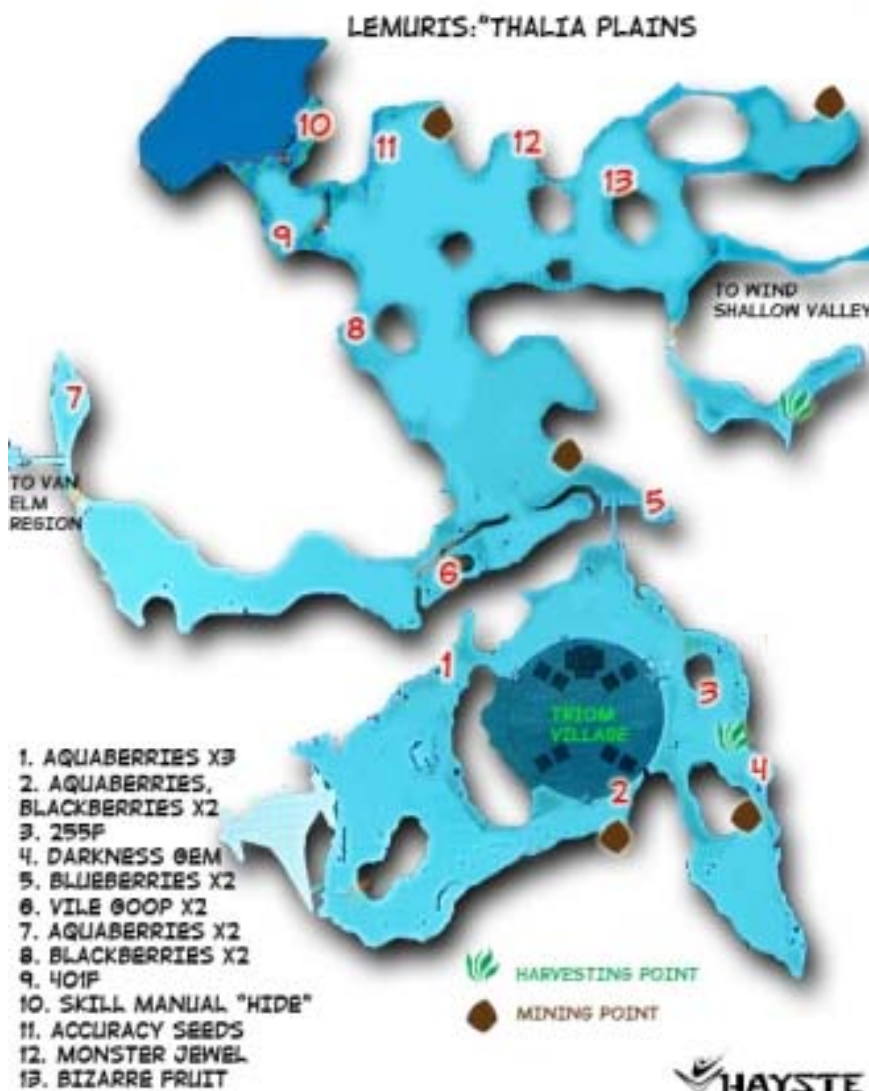 LEMURIS:"THALIA PLAINS
10
11
12
13
9
TO WIND
SHALLOW VALLEY
8
7
TO VAN
ELM
REGION
5
6
1
3
TRIOM
VILLAGE
4
2
1. AQUABERRIES X3
2. AQUABERRIES,
BLACKBERRIES X2
3. 255F
4. DARKNESS GEM
5. BLUEBERRIES X2
6. VILE GOOP X2
7. AQUABERRIES X2
8. BLACKBERRIES X2
9. 401F
10. SKILL MANUAL "HIDE"
11. ACCURACY SEEDS
12. MONSTER JEWEL
13. BIZARRE FRUIT
HARVESTING POINT
MINING POINT
HAYSTE